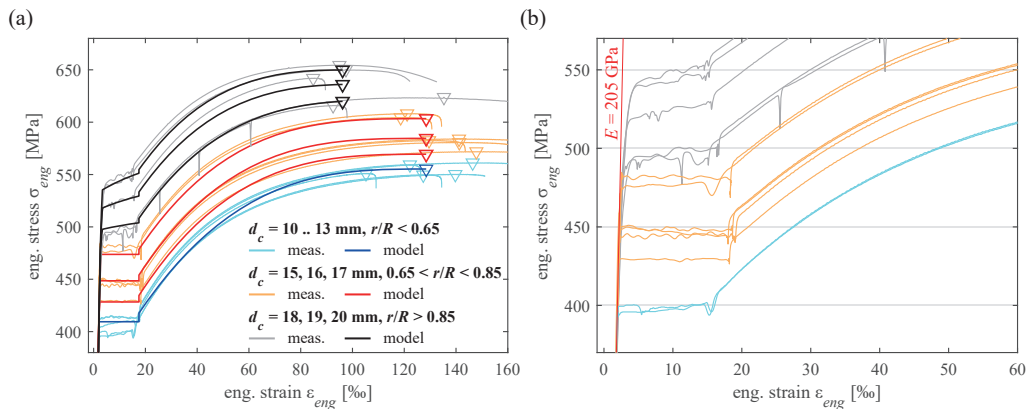 (a)
(b)
650
600
550
500
450
400
eng. stress σeng [MPa]
dc = 10 .. 13 mm, r/R < 0.65
meas. model
dc = 15, 16, 17 mm, 0.65 < r/R < 0.85
meas. model
dc = 18, 19, 20 mm, r/R > 0.85
meas. model
0 20 40 60 80 100 120 140 160
eng. strain εeng [‰]
E = 205 GPa
550
500
450
400
eng. stress σeng [MPa]
0 10 20 30 40 50 60
eng. strain εeng [‰]